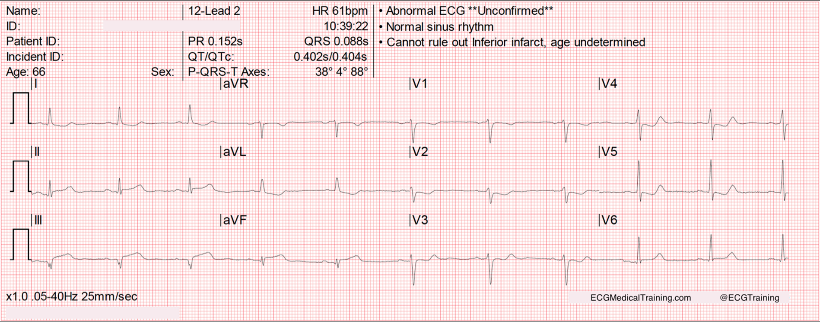 Name: 12-Lead 2 HR 61bpm • Abnormal ECG **Unconfirmed**
ID: 10:39:22 • Normal sinus rhythm
Patient ID: PR 0.152s QRS 0.088s • Cannot rule out Inferior infarct, age undetermined
Incident ID: QT/QTc: 0.402s/0.404s
Age: 66 Sex: P-QRS-T Axes: 38° 4° 88°
I aVR V1 V4
II aVL V2 V5
III aVF V3 V6
x1.0 .05-40Hz 25mm/sec ECGMedicalTraining.com @ECGTraining